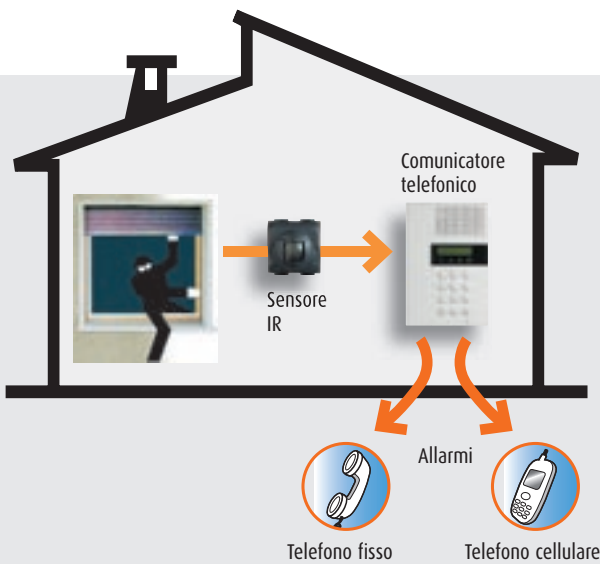 Comunicatore
telefonico
Sensore
IR
Allarmi
Telefono fisso
Telefono cellulare